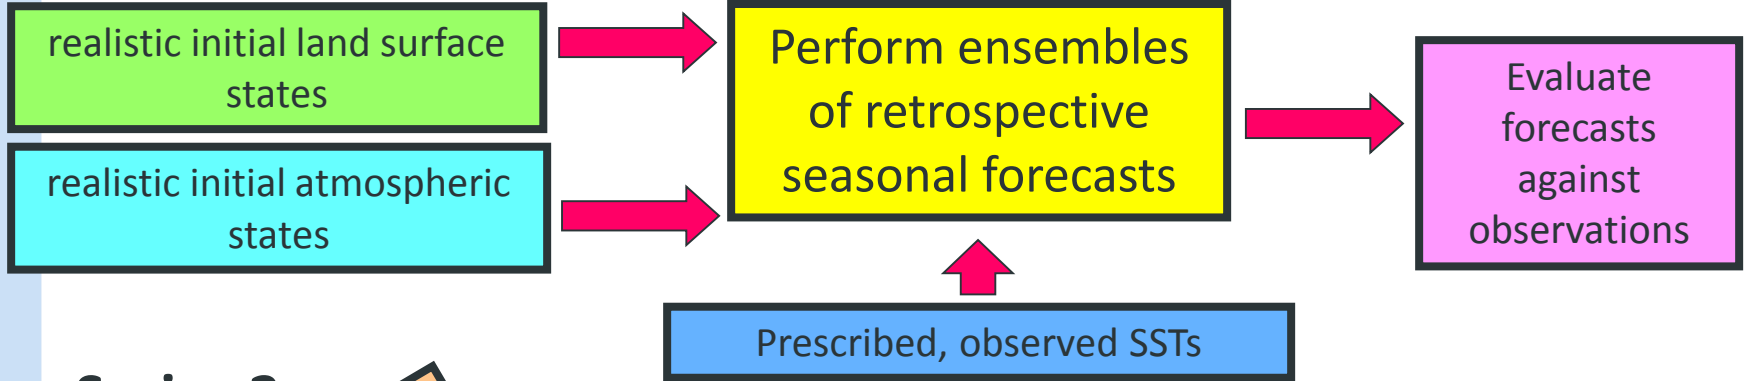 realistic initial land surface
states
realistic initial atmospheric
states
Perform ensembles
of retrospective
seasonal forecasts
Evaluate
forecasts
against
observations
Prescribed, observed SSTs